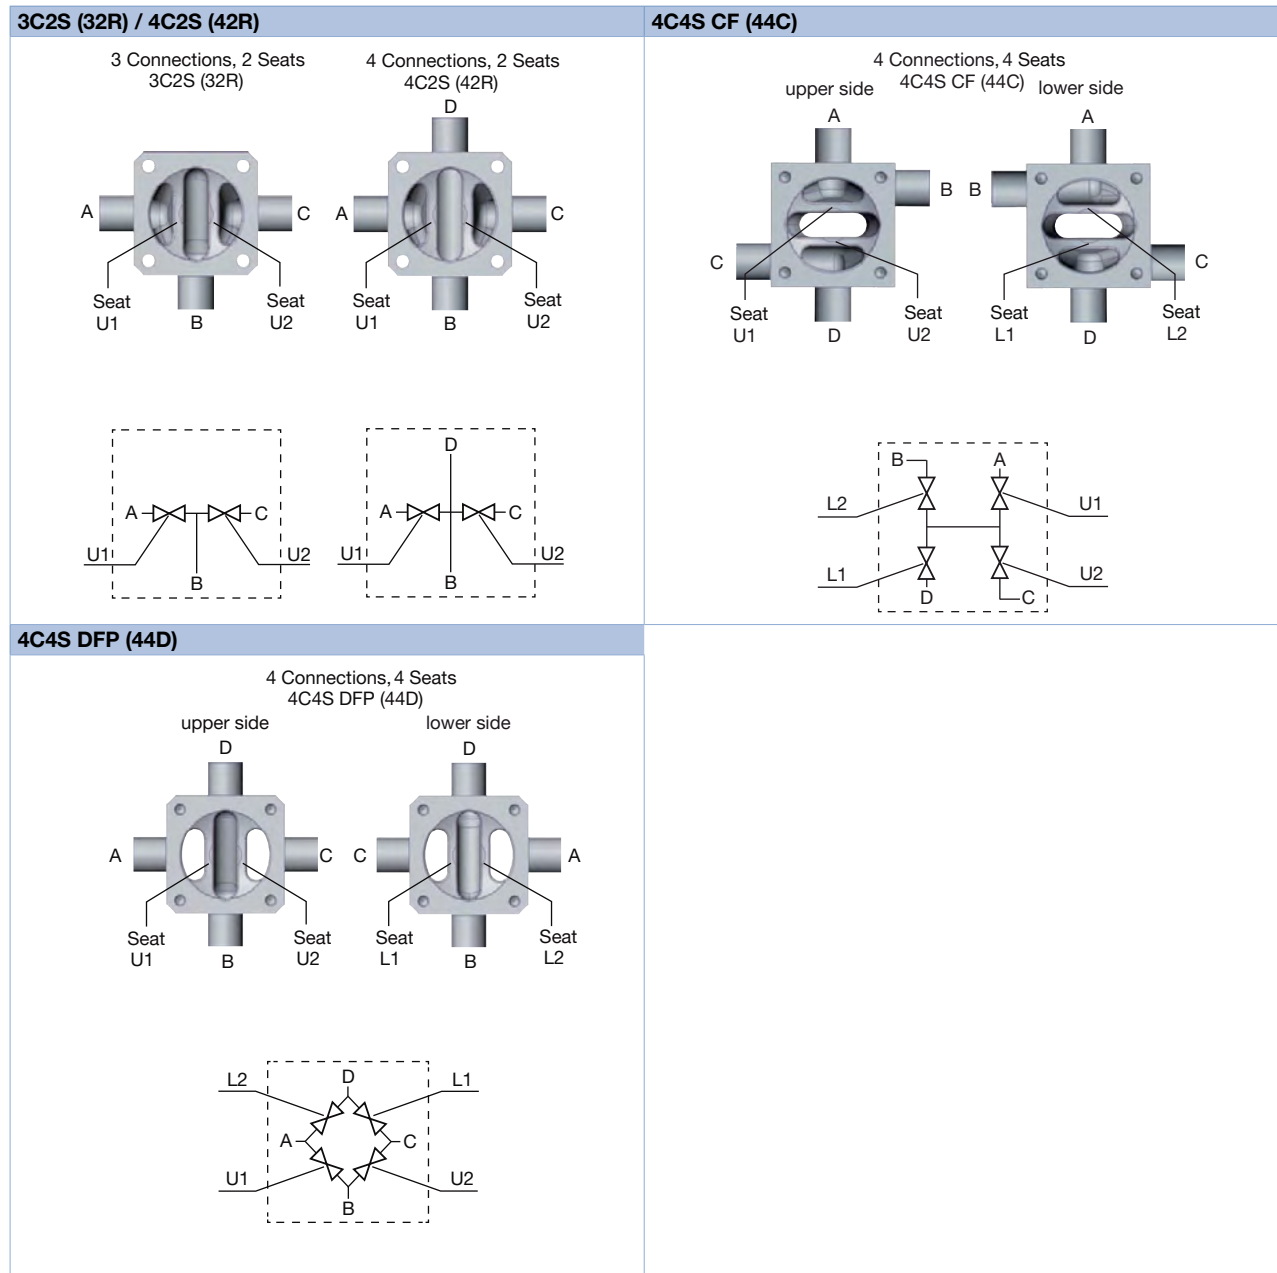 3C2S (32R) / 4C2S (42R)
3 Connections, 2 Seats
3C2S (32R)
4 Connections, 2 Seats
4C2S (42R)
D
A
C
A
C
Seat
U1
B
Seat
U2
Seat
U1
B
Seat
U2
A
C
U1
U2
B
D
A
C
U1
U2
B
4C4S CF (44C)
4 Connections, 4 Seats
4C4S CF (44C)
upper side
lower side
A
A
B
B
C
C
Seat
U1
D
Seat
U2
Seat
L1
D
Seat
L2
B
A
L2
U1
L1
U2
D
C
4C4S DFP (44D)
4 Connections, 4 Seats
4C4S DFP (44D)
upper side
lower side
D
D
A
C
C
A
Seat
U1
B
Seat
U2
Seat
L1
B
Seat
L2
L2
D
L1
A
C
U1
U2
B